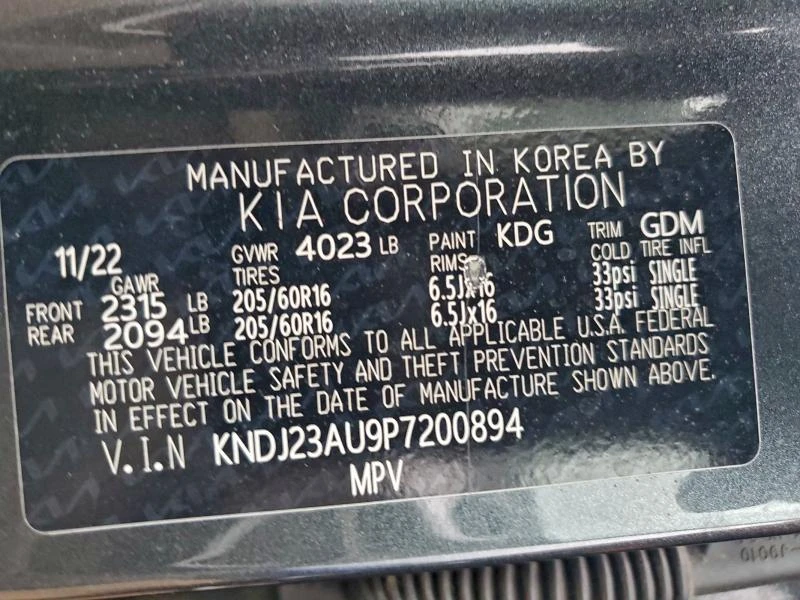 MANUFACTURED IN KOREA BY
KIA CORPORATION
11/22 GVWR 4023 LB PAINT KDG TRIM GDM
GAWR TIRES RIMS COLD TIRE INFL
FRONT 2315 LB 205/60R16 6.5Jx16 33psi SINGLE
REAR 2094 LB 205/60R16 6.5Jx16 33psi SINGLE
THIS VEHICLE CONFORMS TO ALL APPLICABLE U.S.A. FEDERAL
MOTOR VEHICLE SAFETY AND THEFT PREVENTION STANDARDS
IN EFFECT ON THE DATE OF MANUFACTURE SHOWN ABOVE.
V.I.N KNDJ23AU9P7200894
MPV